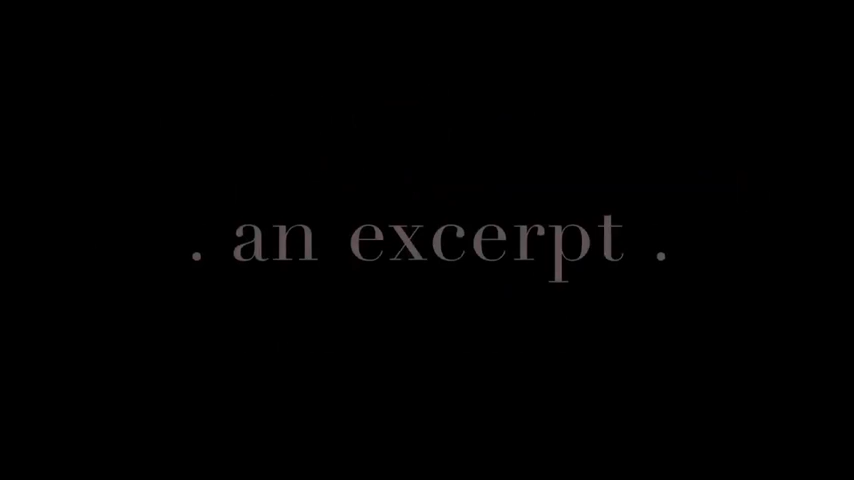 . an excerpt .